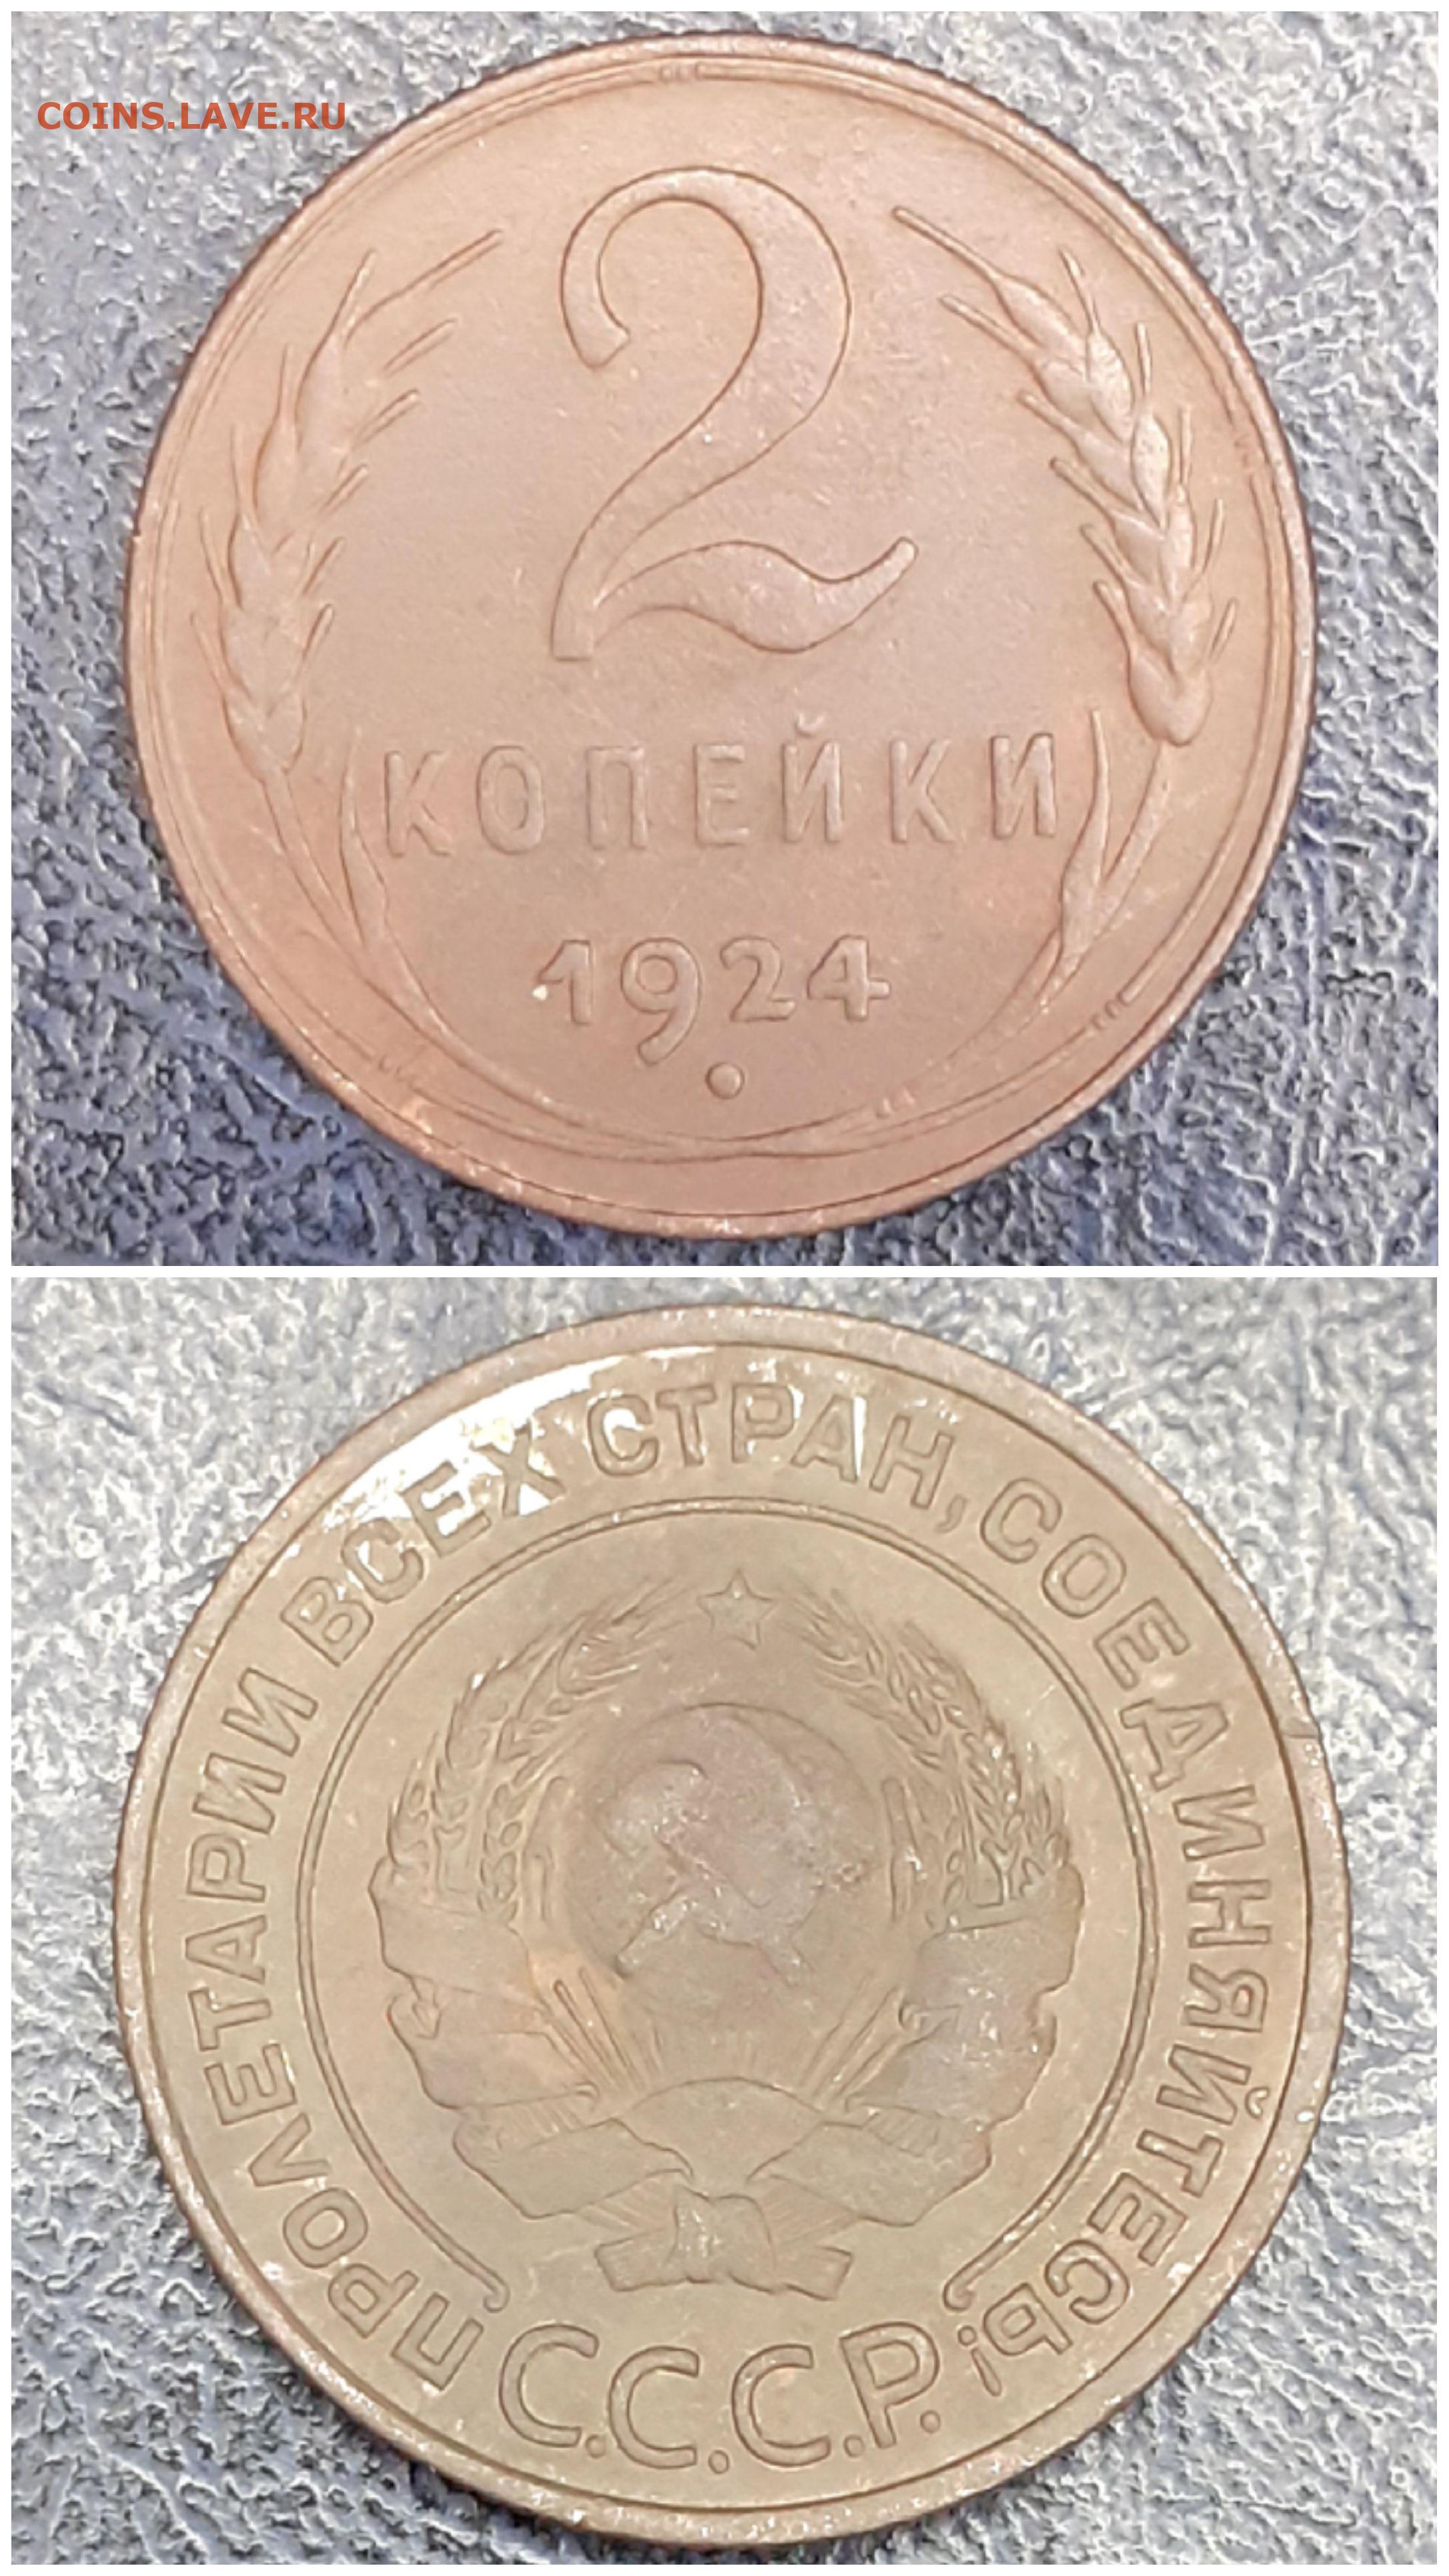 COINS.LAVE.RU
2
КОПЕЙКИ
1924
ПРОЛЕТАРИИ ВСЕХ СТРАН, СОЕДИНЯЙТЕСЬ!
С.С.С.Р.